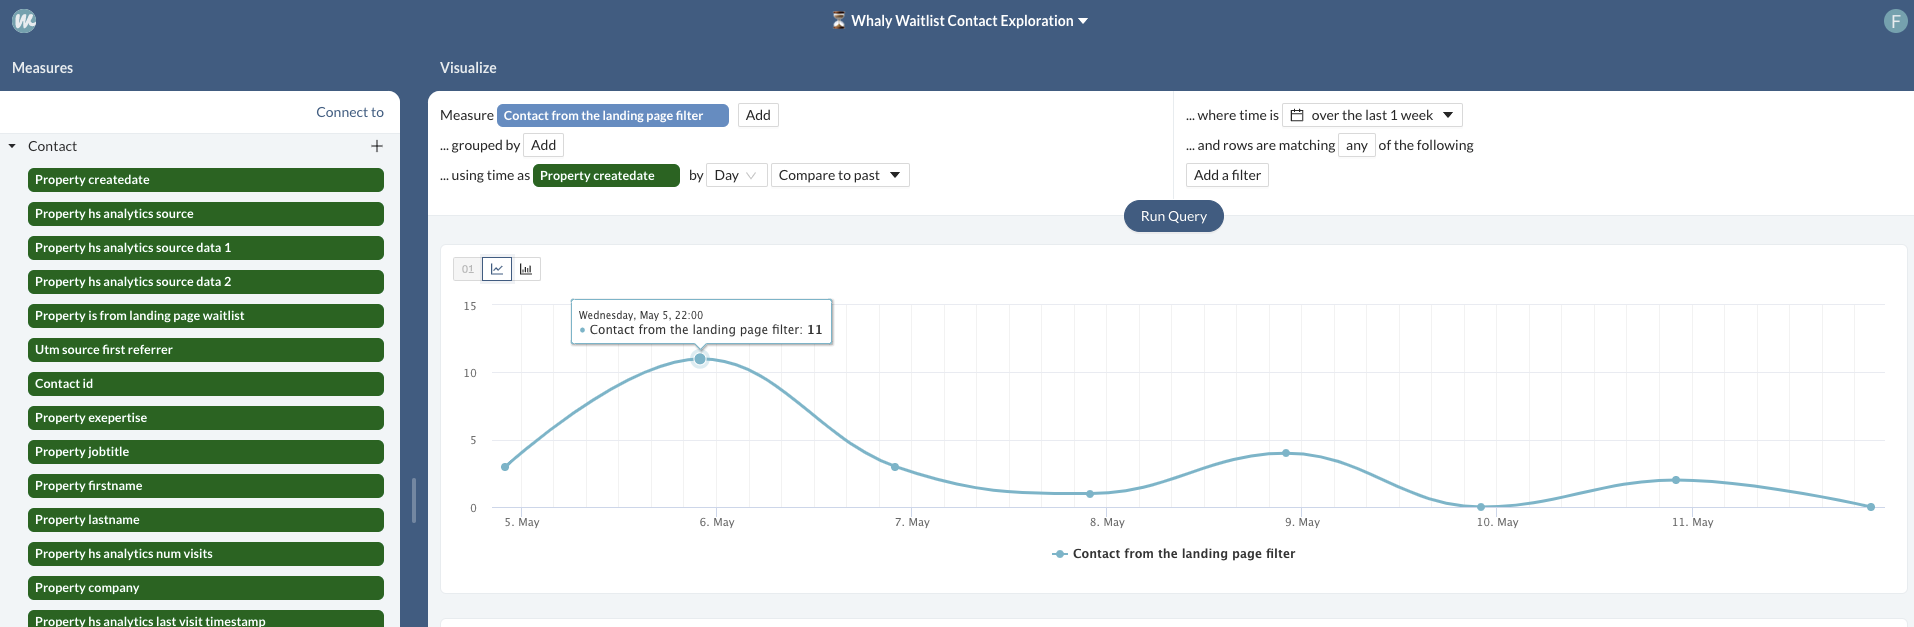 W
⏳ Whaly Waitlist Contact Exploration
F
Measures
Visualize
Connect to
Contact
Property createdate
Property hs analytics source
Property hs analytics source data 1
Property hs analytics source data 2
Property is from landing page waitlist
Utm source first referrer
Contact id
Property exepertise
Property jobtitle
Property firstname
Property lastname
Property hs analytics num visits
Property company
Property hs analytics last visit timestamp
Measure Contact from the landing page filter Add
... grouped by Add
... using time as Property createdate by Day Compare to past
... where time is over the last 1 week
... and rows are matching any of the following
Add a filter
Run Query
01
15
10
5
0
Wednesday, May 5, 22:00
Contact from the landing page filter: 11
5. May 6. May 7. May 8. May 9. May 10. May 11. May
Contact from the landing page filter